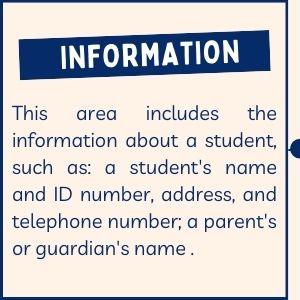 INFORMATION
This area includes the
information about a student,
such as: a student's name
and ID number, address, and
telephone number; a parent's
or guardian's name .